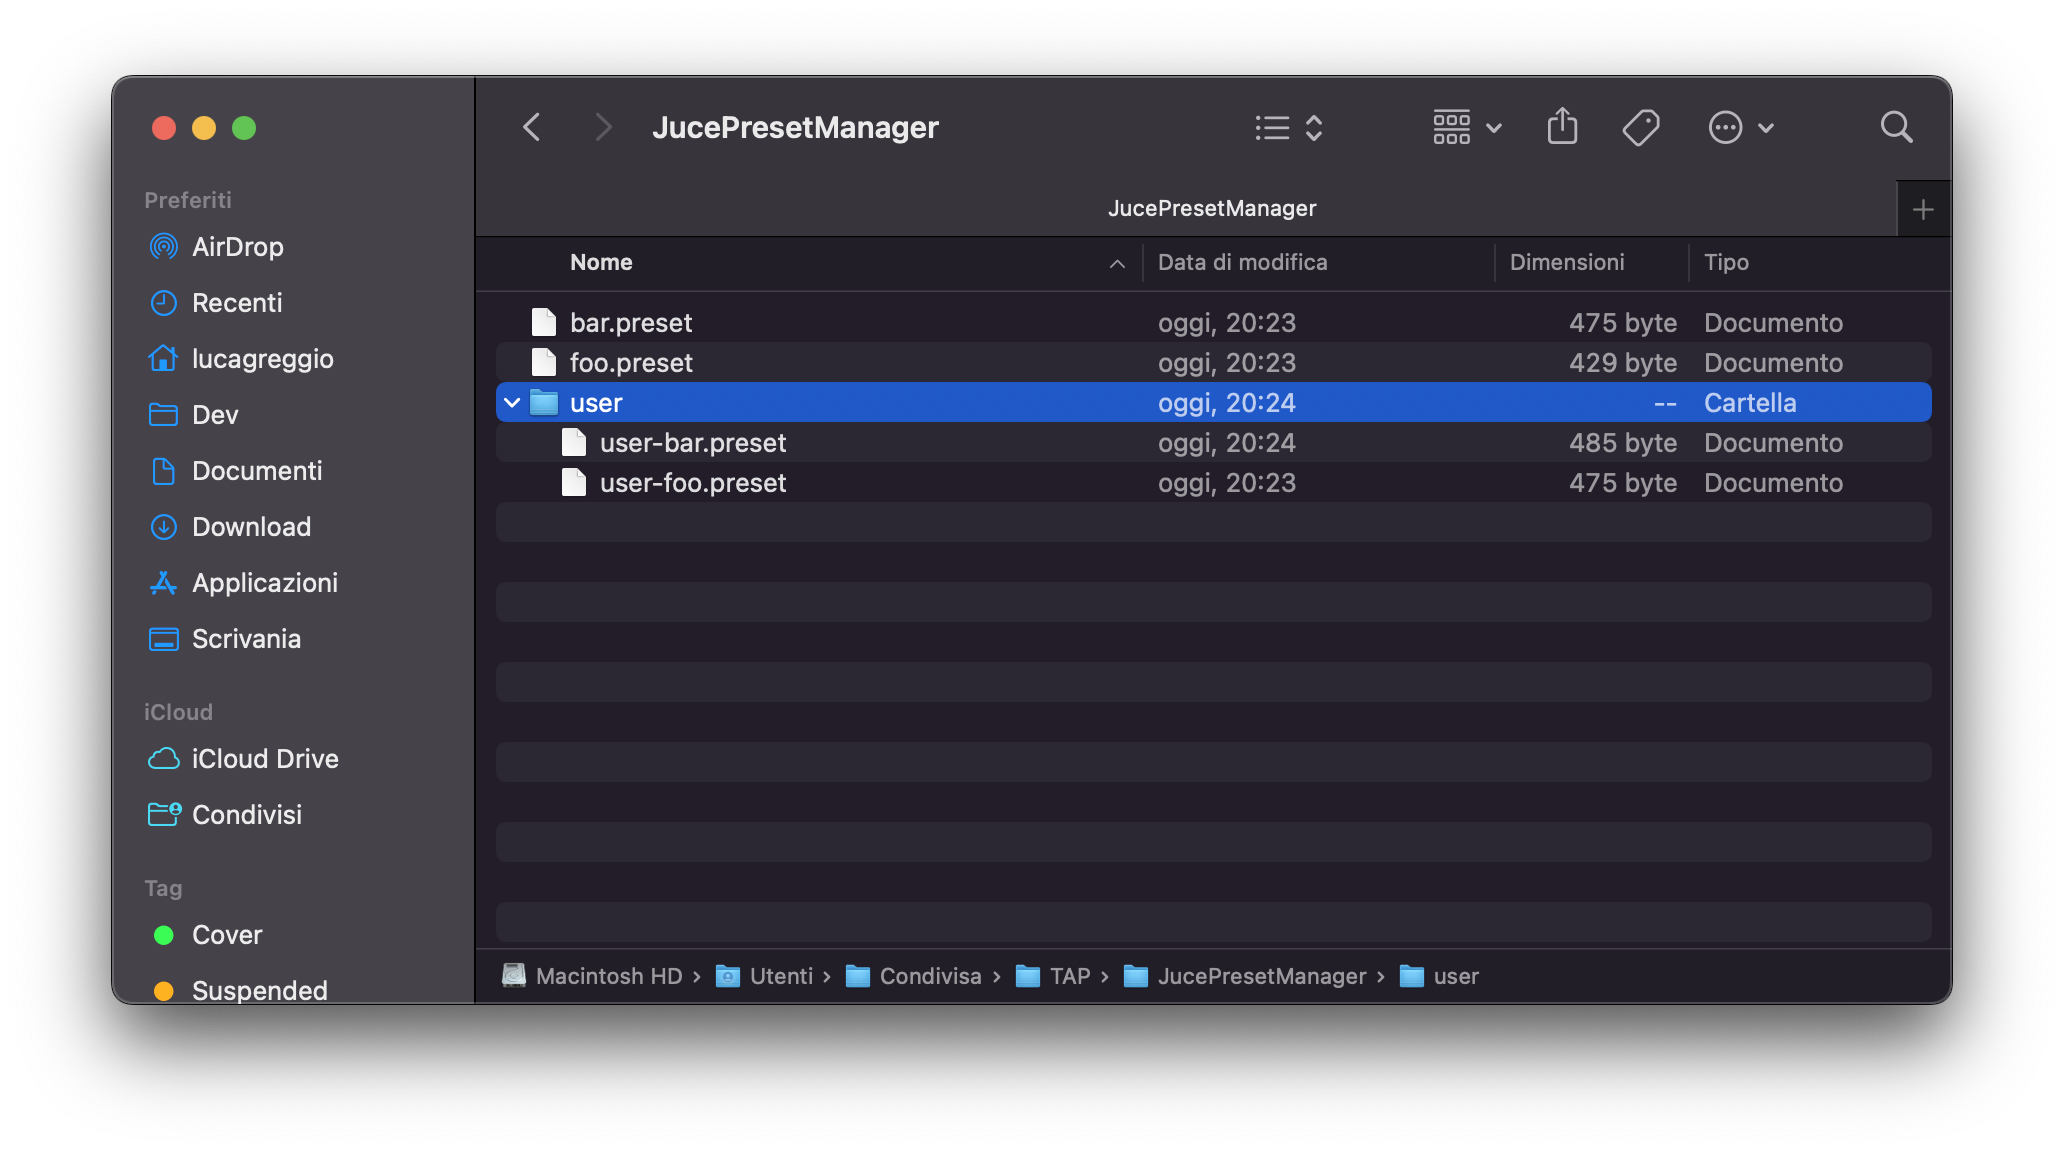 Preferiti
AirDrop
Recenti
lucagreggio
Dev
Documenti
Download
Applicazioni
Scrivania
iCloud
iCloud Drive
Condivisi
Tag
Cover
Suspended
JucePresetManager
JucePresetManager
Nome Data di modifica Dimensioni Tipo
bar.preset oggi, 20:23 475 byte Documento
foo.preset oggi, 20:23 429 byte Documento
user oggi, 20:24 -- Cartella
user-bar.preset oggi, 20:24 485 byte Documento
user-foo.preset oggi, 20:23 475 byte Documento
Macintosh HD › Utenti › Condivisa › TAP › JucePresetManager › user